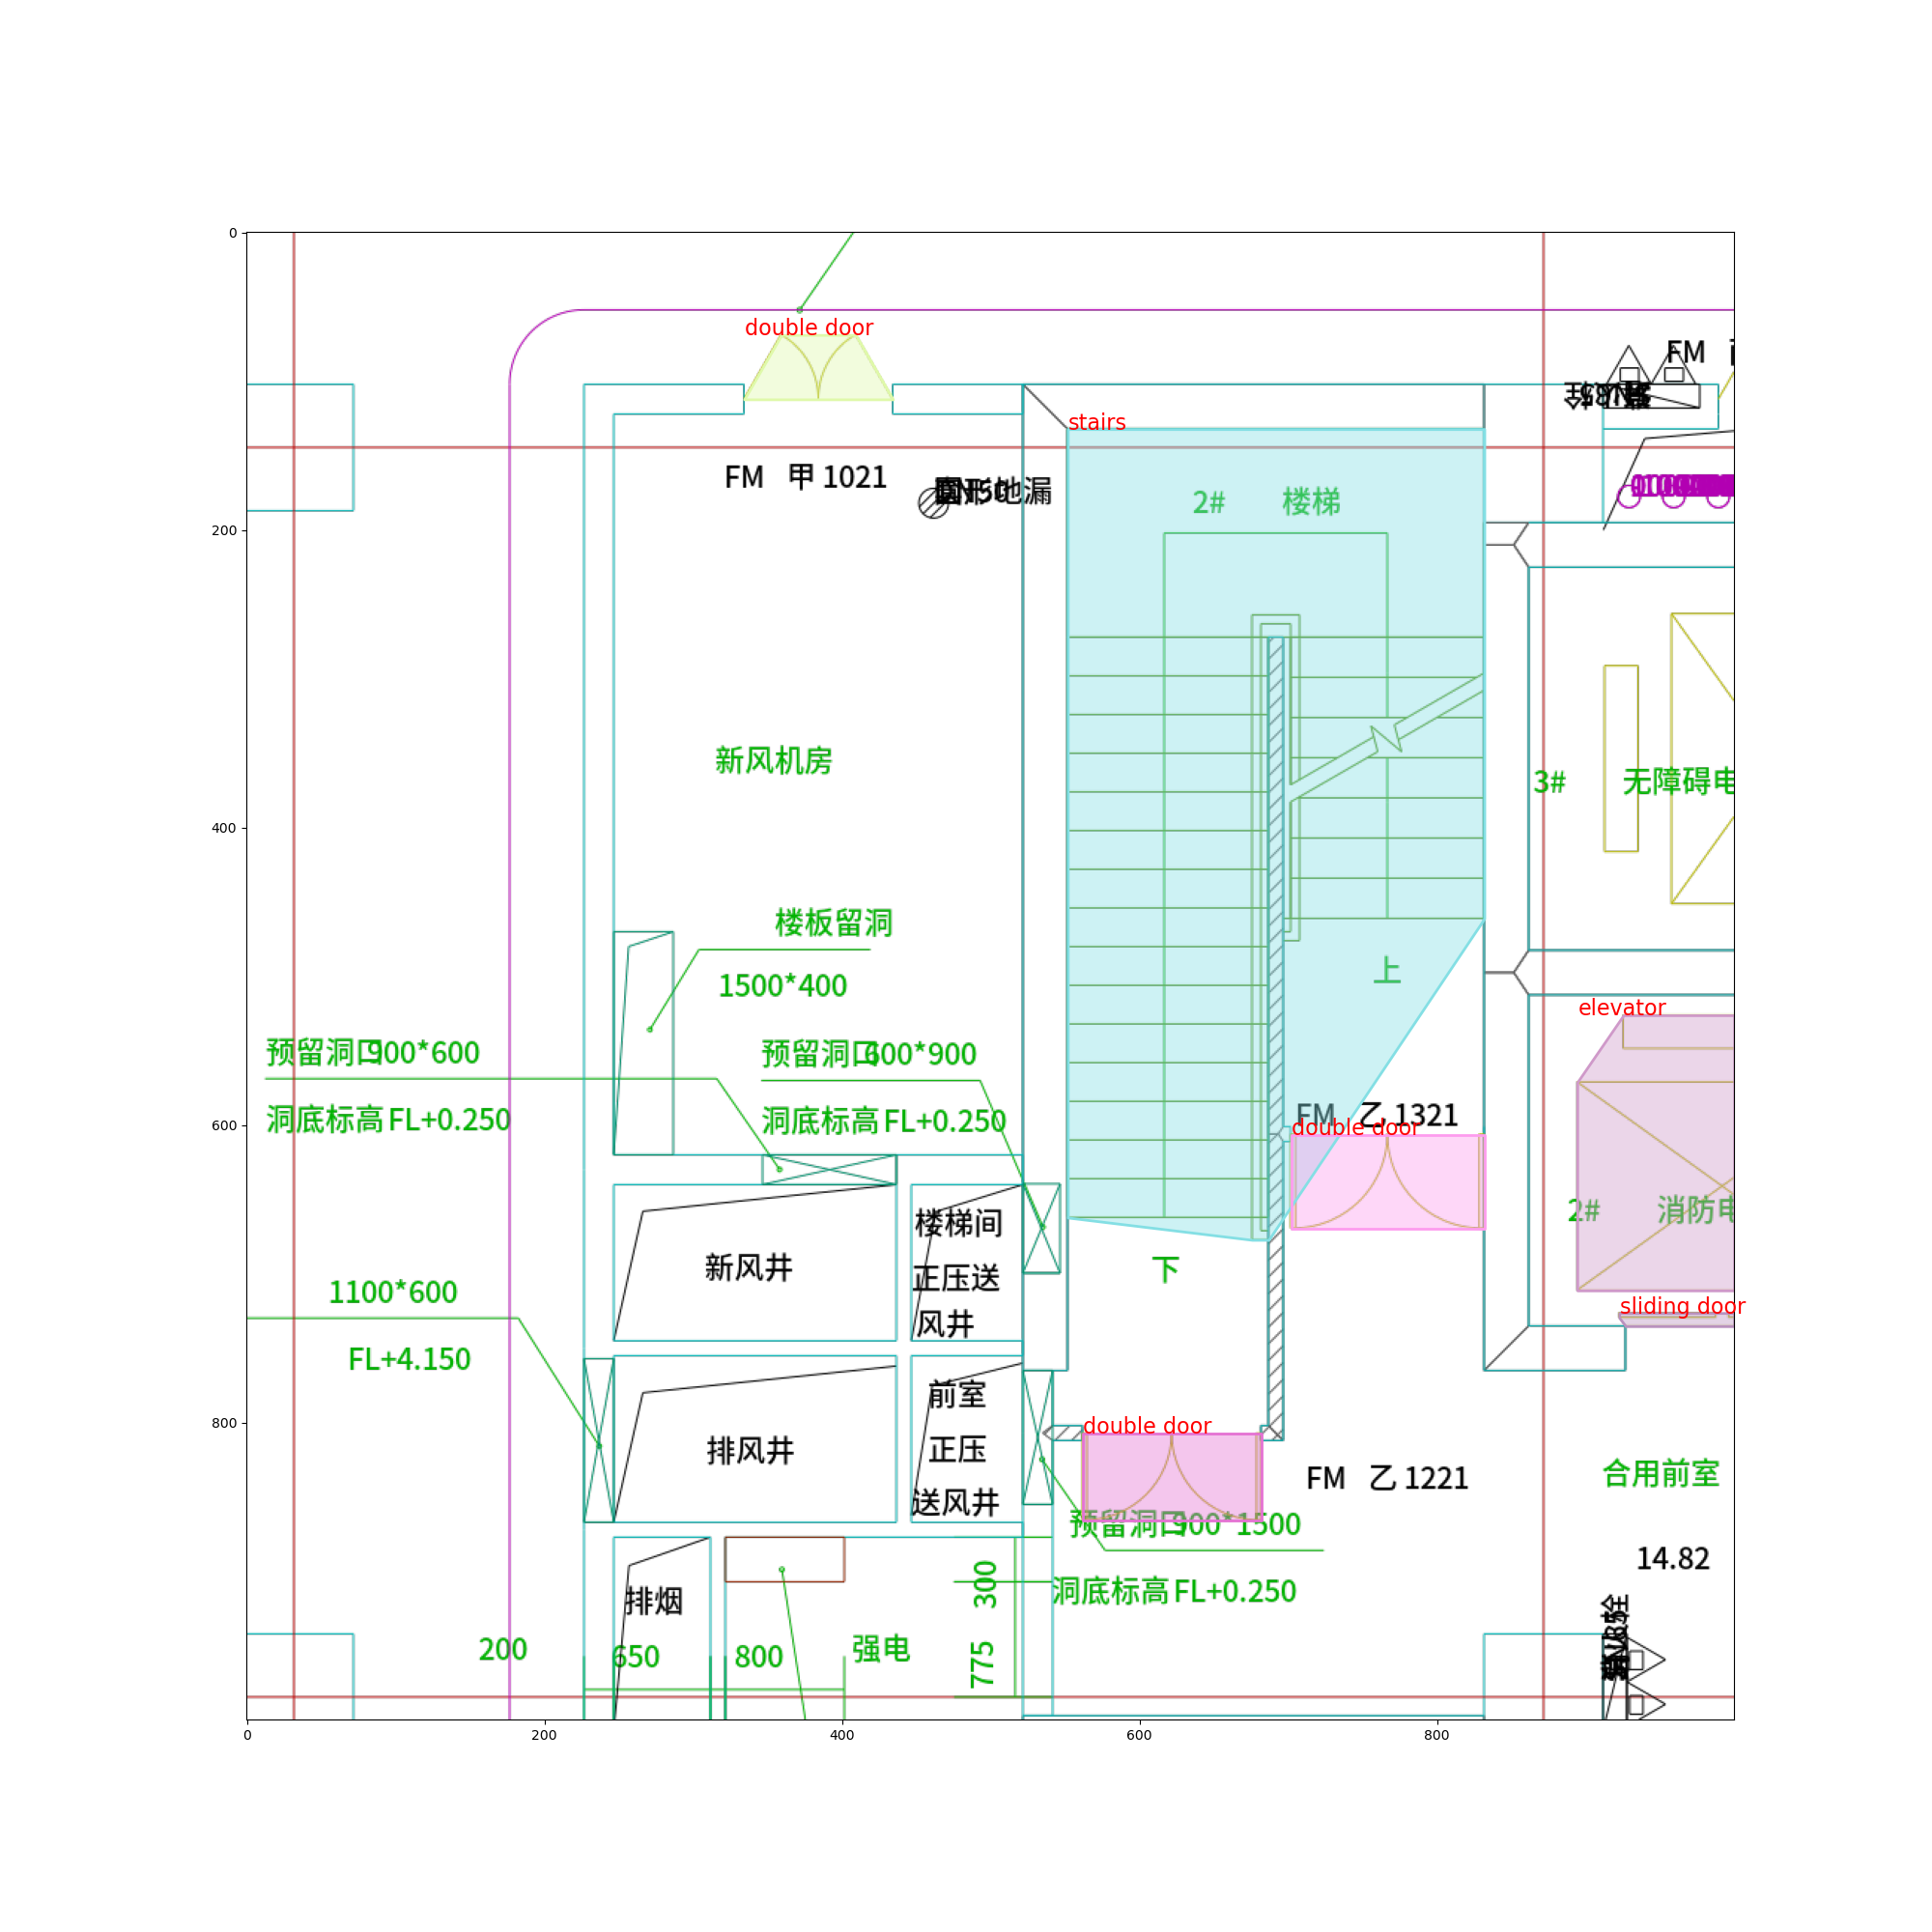 0
200
400
600
800
0
200
400
600
800
double door
FM
stairs
FM 甲 1021
地漏
2# 楼梯
新风机房
3# 无障碍电
楼板留洞
1500*400
上
elevator
预留洞口900*600
洞底标高 FL+0.250
预留洞口600*900
洞底标高 FL+0.250
FM 乙 1321
double door
2# 消防电
楼梯间
正压送
风井
新风井
下
1100*600
FL+4.150
sliding door
前室
正压
送风井
排风井
double door
FM 乙 1221
合用前室
预留洞口900*1500
洞底标高 FL+0.250
14.82
排烟
300
775
200
650
800
强电